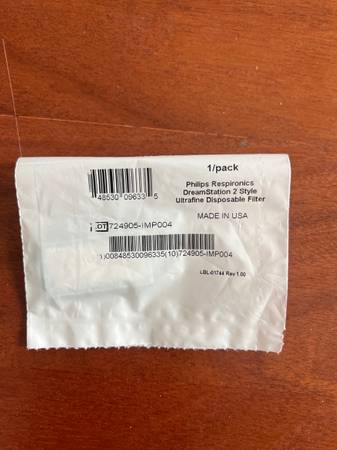 1/pack
Philips Respironics
DreamStation 2 Style
Ultrafine Disposable Filter
MADE IN USA
48530 09633 5
LOT 724905-IMP004
)00848530096335(10)724905-IMP004
LBL-01744 Rev 1.00